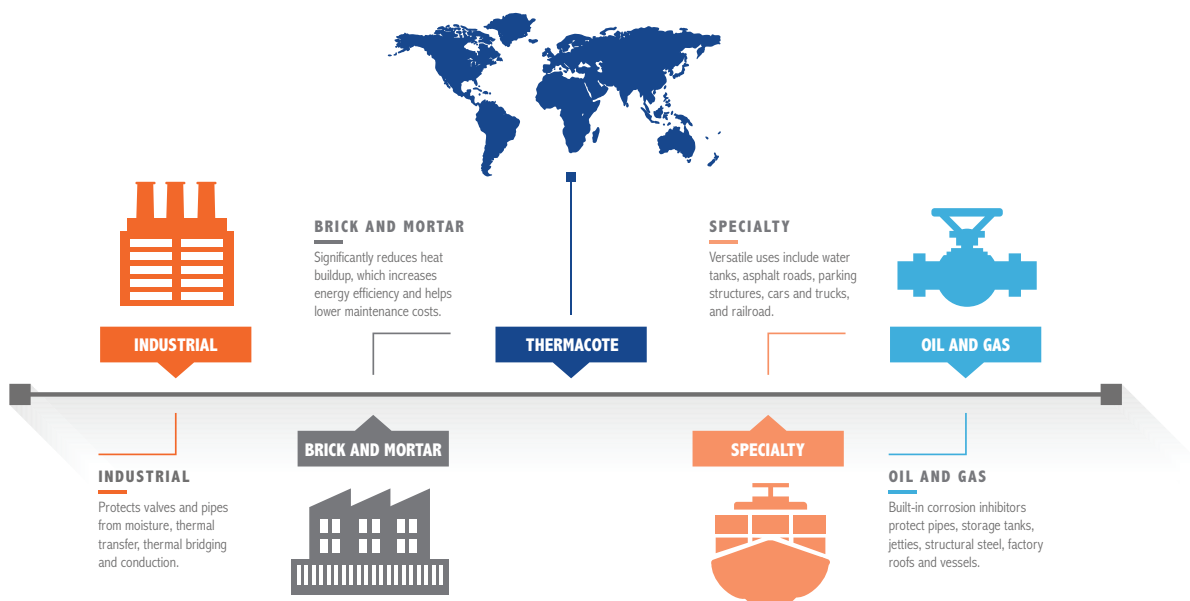 BRICK AND MORTAR
Significantly reduces heat
buildup, which increases
energy efficiency and helps
lower maintenance costs.
SPECIALTY
Versatile uses include water
tanks, asphalt roads, parking
structures, cars and trucks,
and railroad.
INDUSTRIAL
THERMACOTE
OIL AND GAS
BRICK AND MORTAR
SPECIALTY
INDUSTRIAL
Protects valves and pipes
from moisture, thermal
transfer, thermal bridging
and conduction.
OIL AND GAS
Built-in corrosion inhibitors
protect pipes, storage tanks,
jetties, structural steel, factory
roofs and vessels.